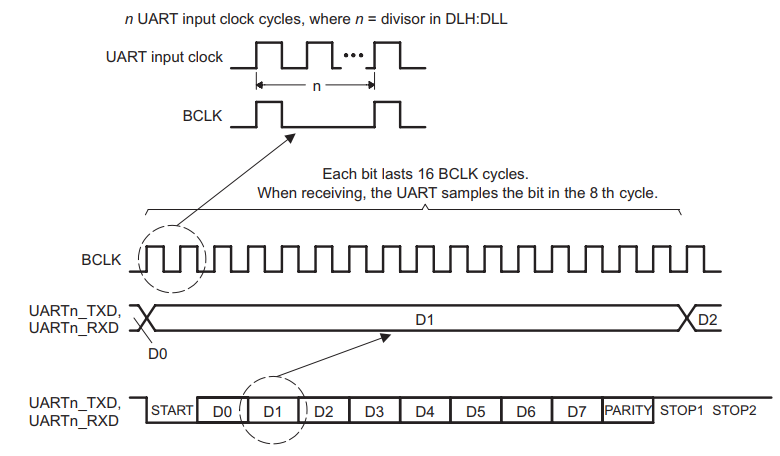 n UART input clock cycles, where n = divisor in DLH:DLL
UART input clock
n
BCLK
Each bit lasts 16 BCLK cycles.
When receiving, the UART samples the bit in the 8 th cycle.
BCLK
UARTn_TXD,
UARTn_RXD
D1
D2
D0
UARTn_TXD,
UARTn_RXD
START D0 D1 D2 D3 D4 D5 D6 D7 PARITY STOP1 STOP2